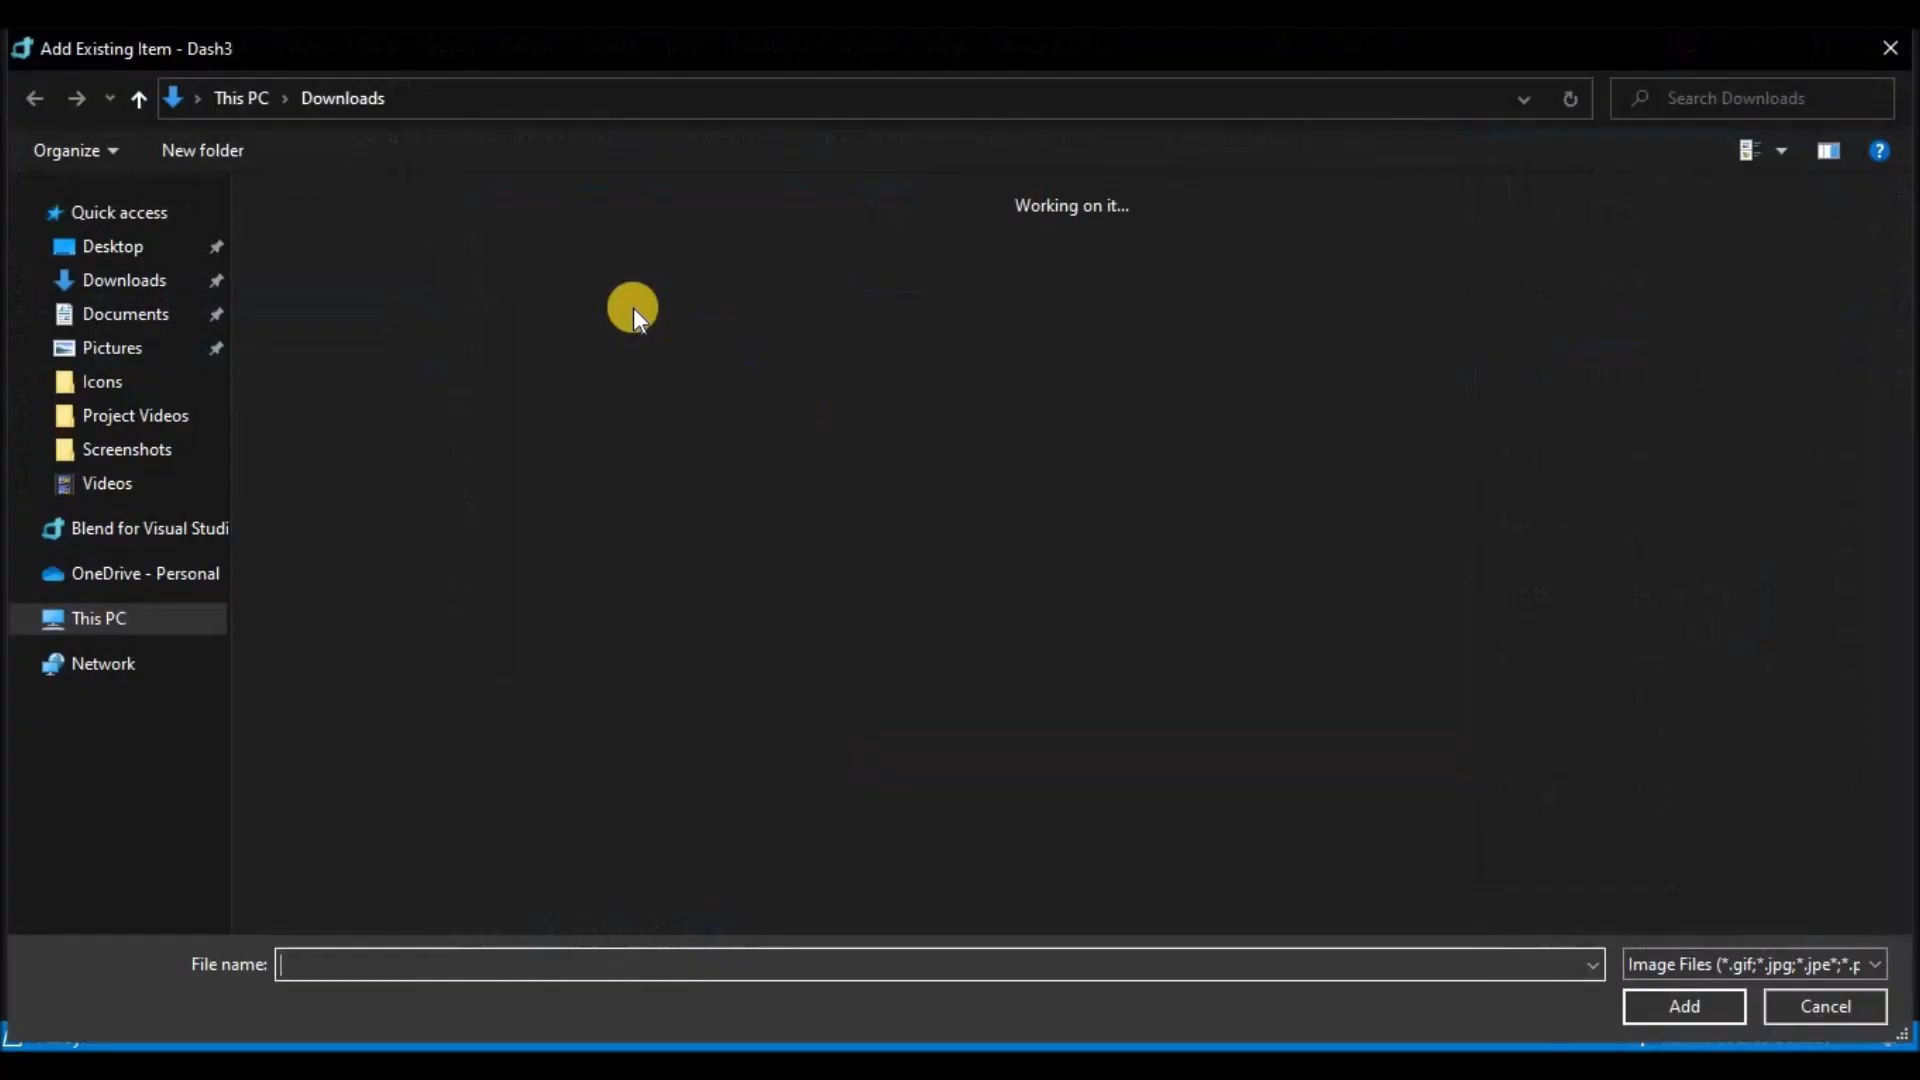 Add Existing Item - Dash3
This PC
Downloads
Search Downloads
Organize
New folder
?
Working on it...
Quick access
Desktop
Downloads
Documents
Pictures
Icons
Project Videos
Screenshots
Videos
Blend for Visual Studi
OneDrive - Personal
This PC
Network
File name:
Image Files (*.gif;*.jpg;*.jpe*;*.p
Add
Cancel